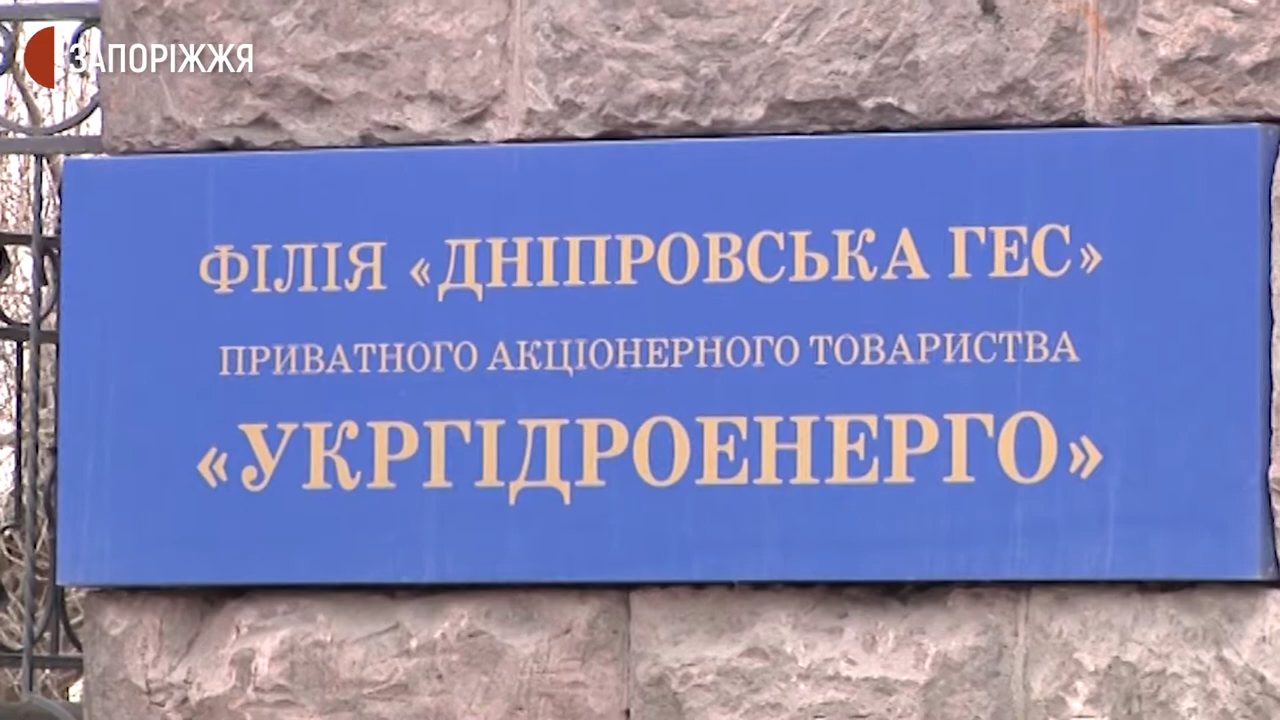 ЗАПОРІЖЖЯ
ФІЛІЯ «ДНІПРОВСЬКА ГЕС»
ПРИВАТНОГО АКЦІОНЕРНОГО ТОВАРИСТВА
«УКРГІДРОЕНЕРГО»